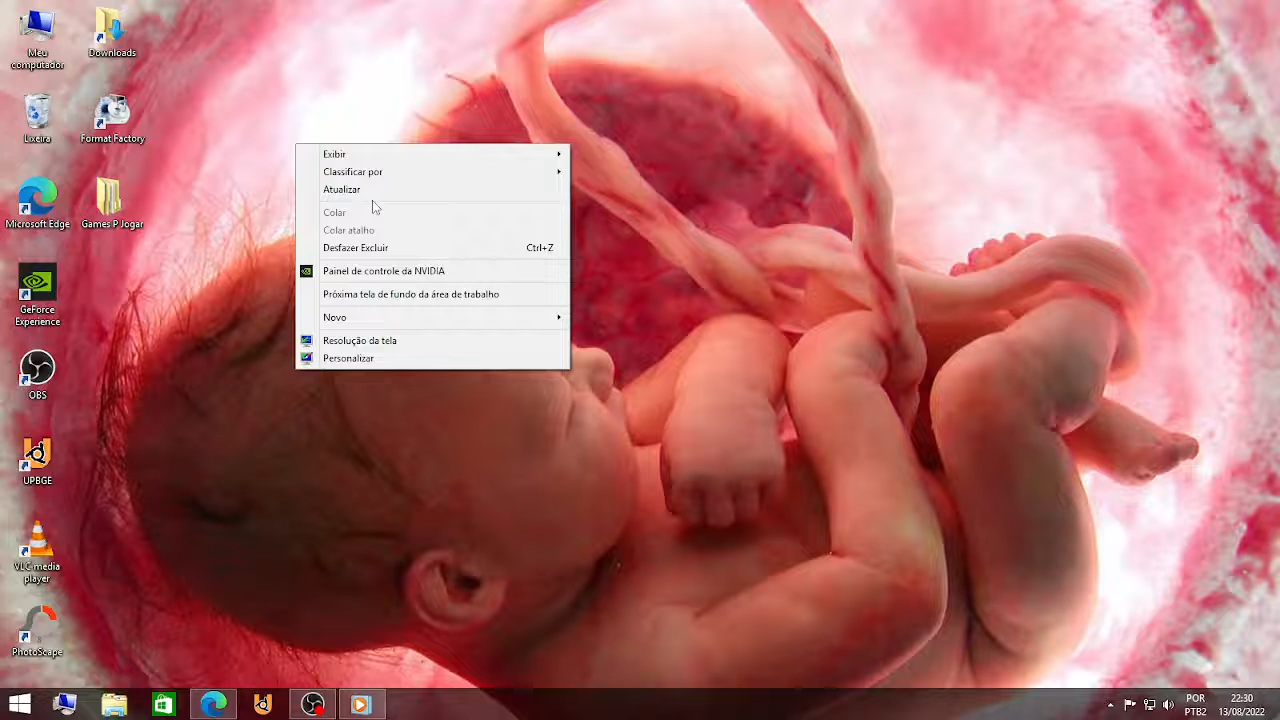 Meu
computador
Downloads
Lixeira
Format Factory
Microsoft Edge
Games P Jogar
GeForce
Experience
OBS
UPBGE
VLC media
player
PhotoScape
Exibir
Classificar por
Atualizar
Colar
Colar atalho
Desfazer Excluir Ctrl+Z
Painel de controle da NVIDIA
Próxima tela de fundo da área de trabalho
Novo
Resolução da tela
Personalizar
POR 22:30
PTB2 13/08/2022